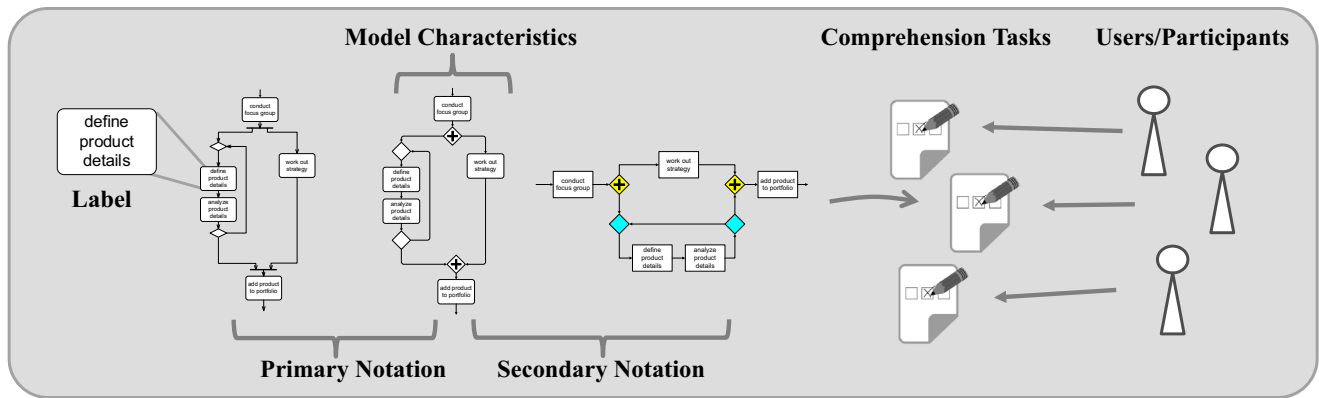 Model Characteristics
Comprehension Tasks
Users/Participants
define
product
details
Label
conduct
focus group
work out
strategy
define
product
details
analyze
product
details
add product
to portfolio
conduct
focus group
work out
strategy
define
product
details
analyze
product
details
add product
to portfolio
work out
strategy
conduct
focus group
add product
to portfolio
define
product
details
analyze
product
details
Primary Notation
Secondary Notation